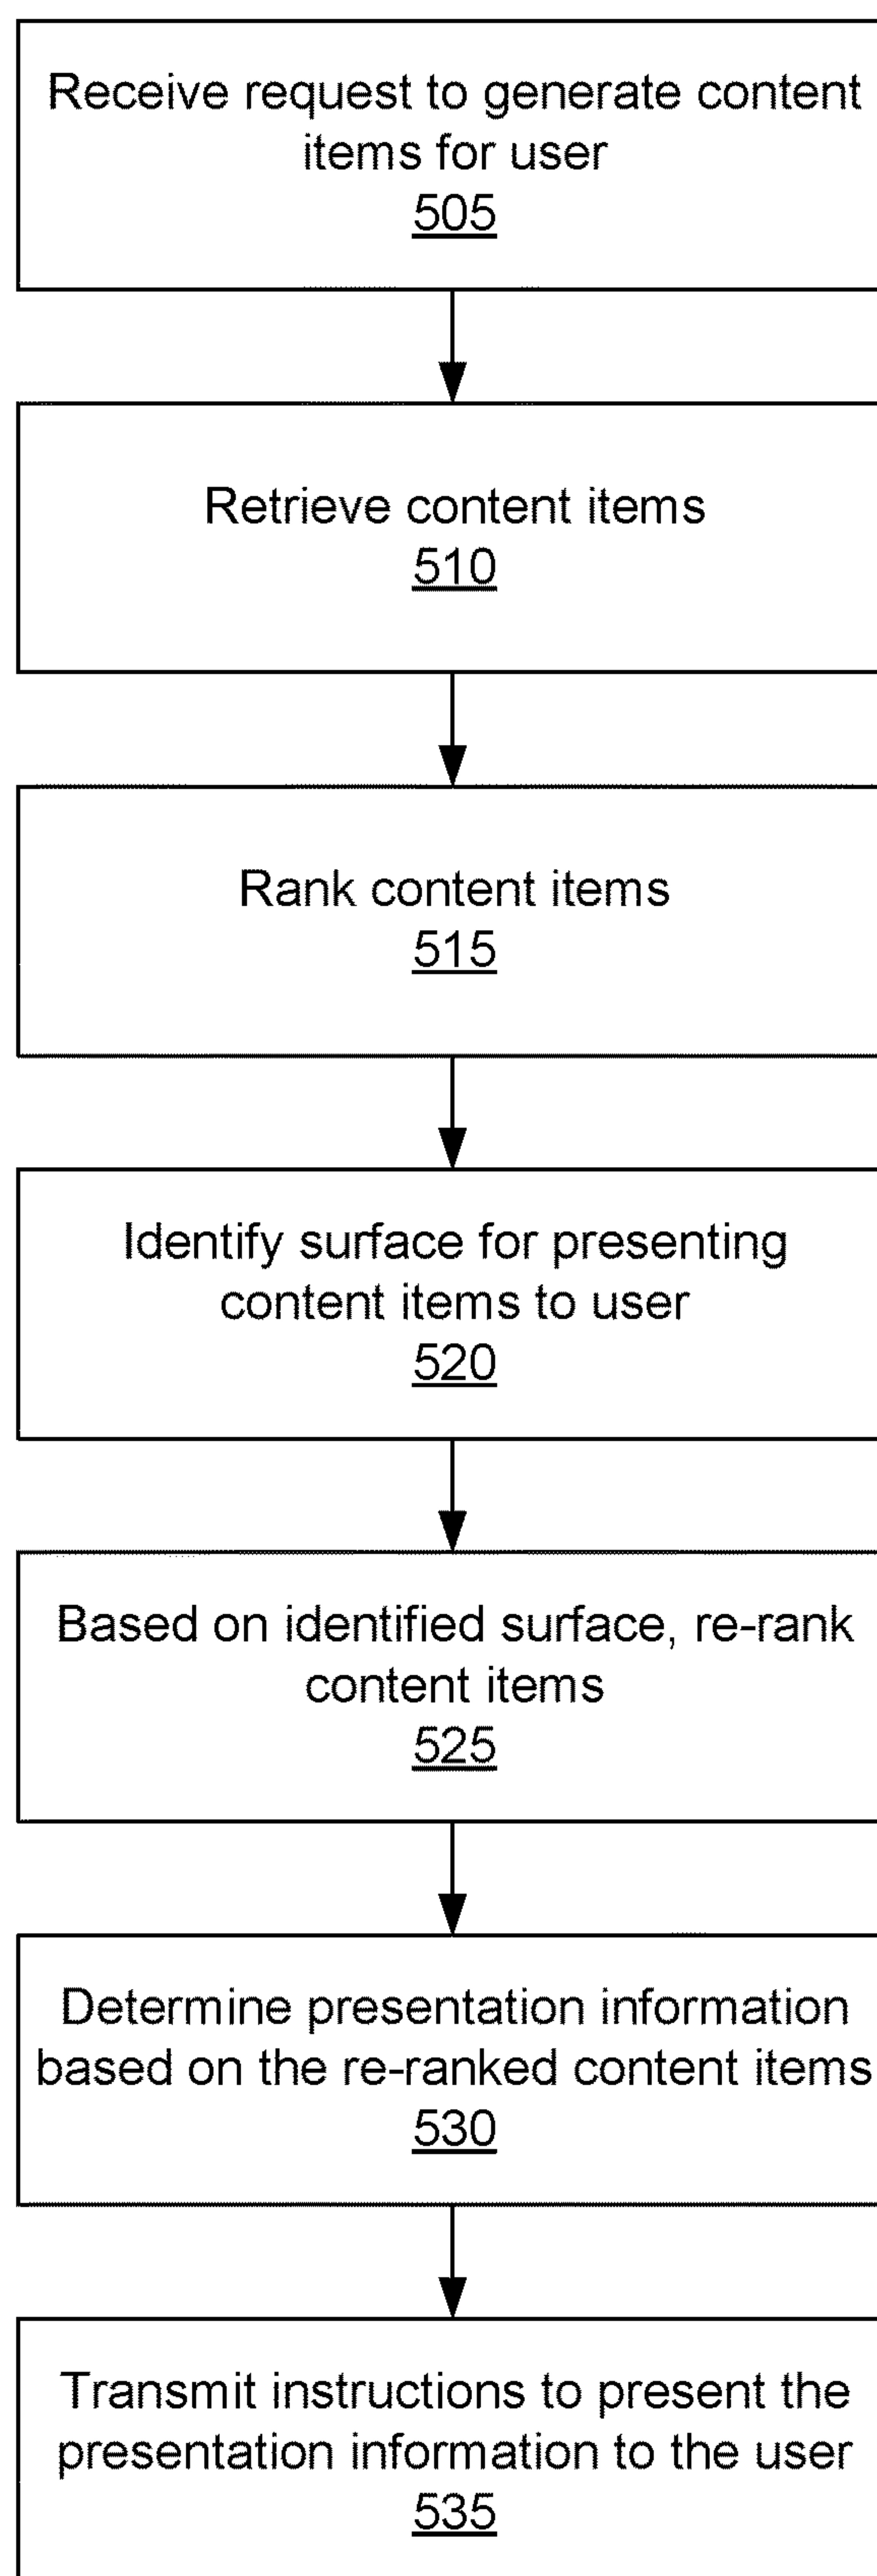 Receive request to generate content
items for user
505
Retrieve content items
510
Rank content items
515
Identify surface for presenting
content items to user
520
Based on identified surface, re-rank
content items
525
Determine presentation information
based on the re-ranked content items
530
Transmit instructions to present the
presentation information to the user
535